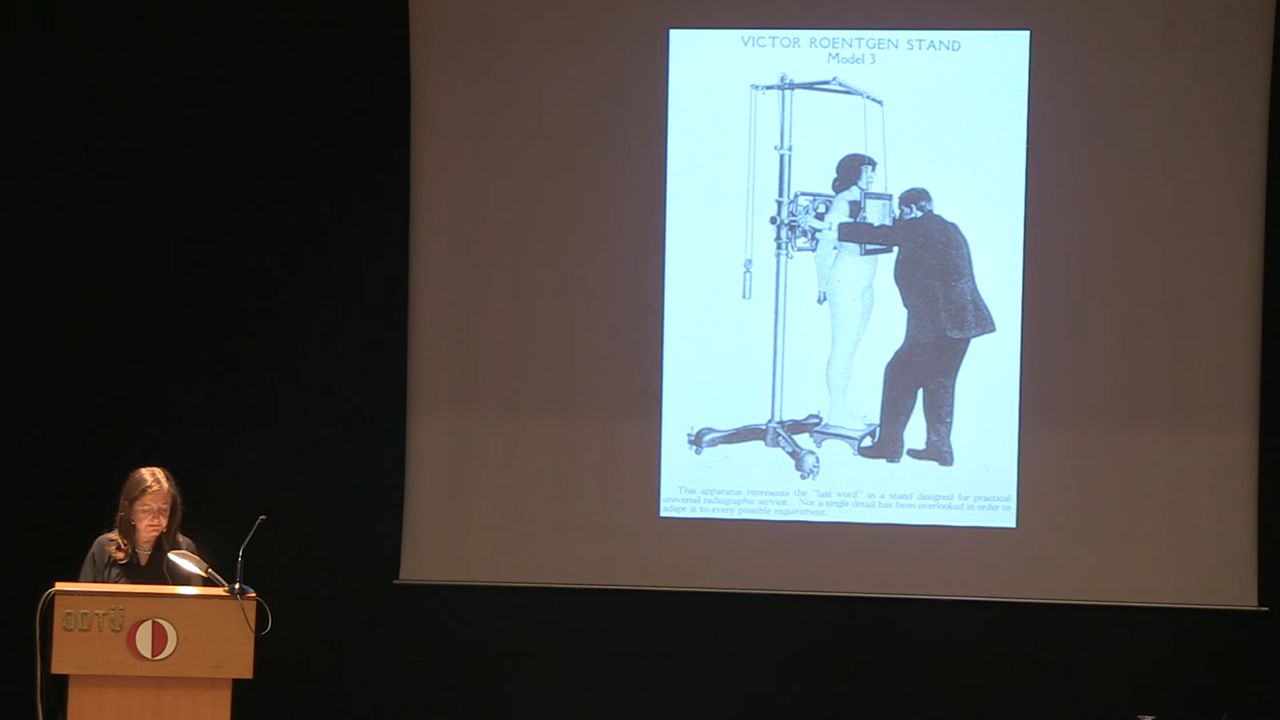 VICTOR ROENTGEN STAND
Model 3
This apparatus represents the "last word" in a stand designed for practical
universal radiographic service. Not a single detail has been overlooked in order to
adapt it to every possible requirement.
ODTÜ